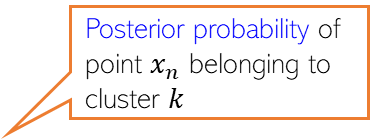 Posterior probability of
point xₙ belonging to
cluster k